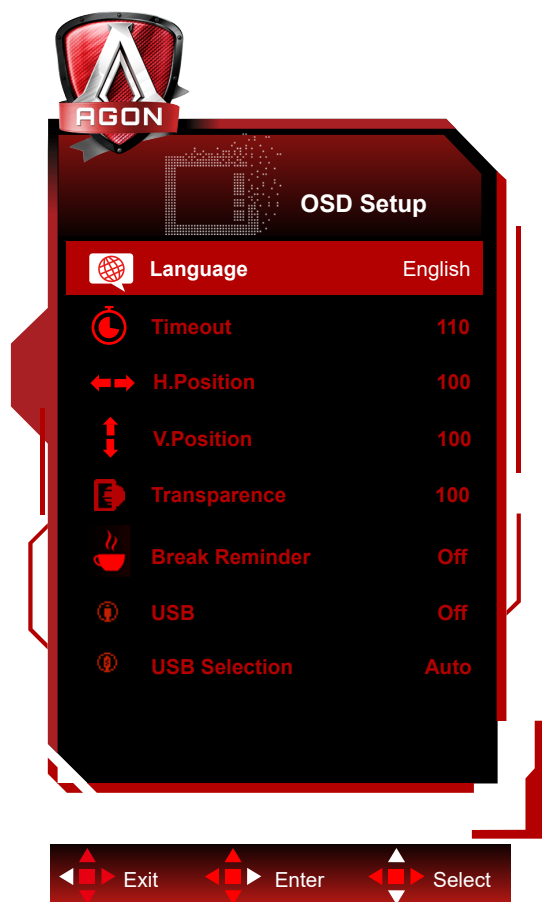 AGON
OSD Setup
Language English
Timeout 110
H.Position 100
V.Position 100
Transparence 100
Break Reminder Off
USB Off
USB Selection Auto
Exit Enter Select